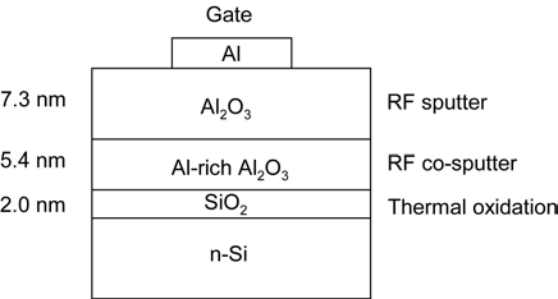 Gate
Al
7.3 nm Al₂O₃ RF sputter
5.4 nm Al-rich Al₂O₃ RF co-sputter
2.0 nm SiO₂ Thermal oxidation
n-Si